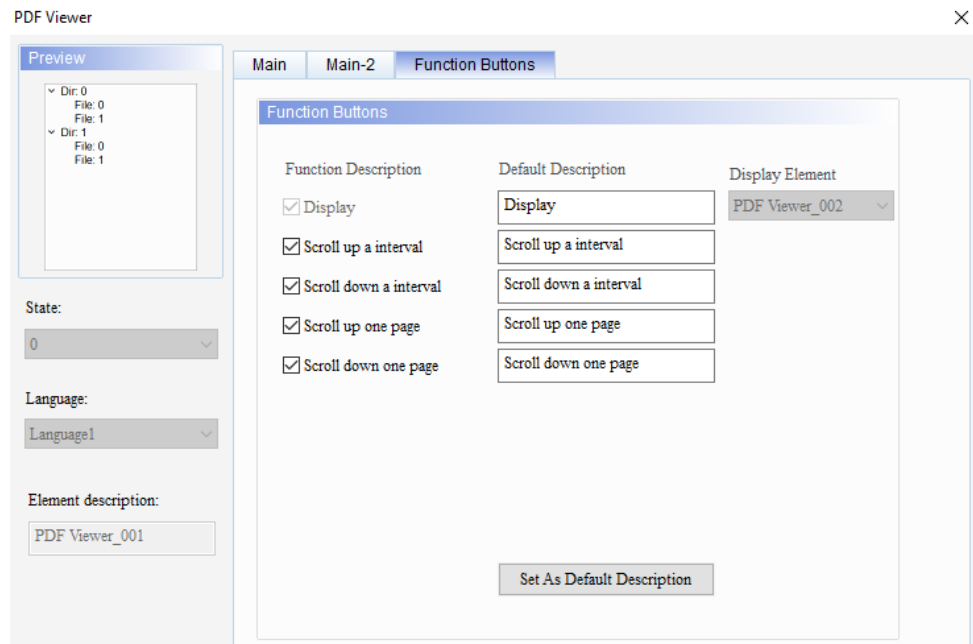 PDF Viewer
Preview
Dir: 0
File: 0
File: 1
Dir: 1
File: 0
File: 1
State:
0
Language:
Language1
Element description:
PDF Viewer_001
Main Main-2 Function Buttons
Function Buttons
Function Description Default Description Display Element
Display Display PDF Viewer_002
Scroll up a interval Scroll up a interval
Scroll down a interval Scroll down a interval
Scroll up one page Scroll up one page
Scroll down one page Scroll down one page
Set As Default Description